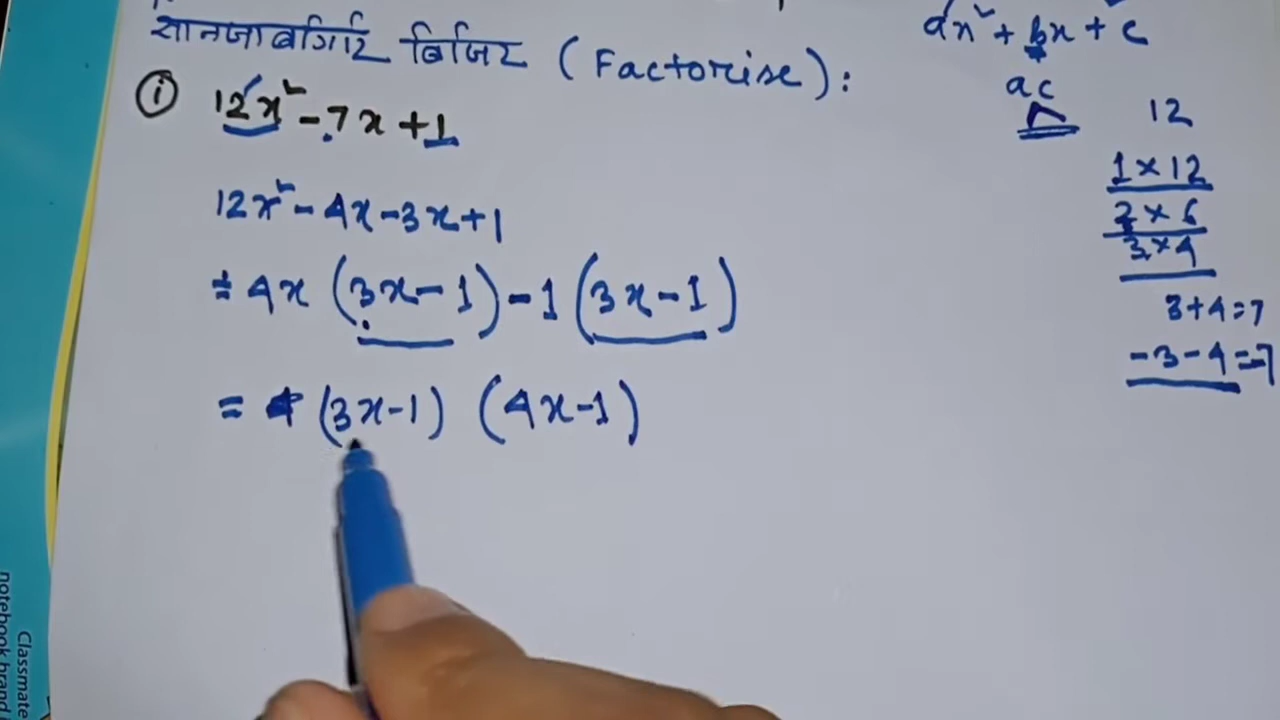 सानजाबगिरि बिजिर (Factorise):
ax² + bx + c
ac
i 12x² - 7x + 1
12
12x² - 4x - 3x + 1
1 × 12
2 × 6
3 × 4
= 4x (3x - 1) - 1 (3x - 1)
3 + 4 = 7
- 3 - 4 = -7
= (3x - 1) (4x - 1)
Classmate
notebook brand